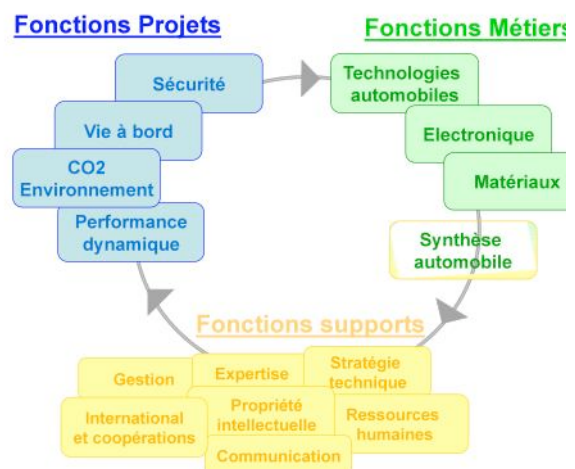 Fonctions Projets
Fonctions Métiers
Sécurité
Vie à bord
CO2
Environnement
Performance
dynamique
Technologies
automobiles
Electronique
Matériaux
Synthèse
automobile
Fonctions supports
Gestion
Expertise
Stratégie
technique
International
et coopérations
Propriété
intellectuelle
Ressources
humaines
Communication